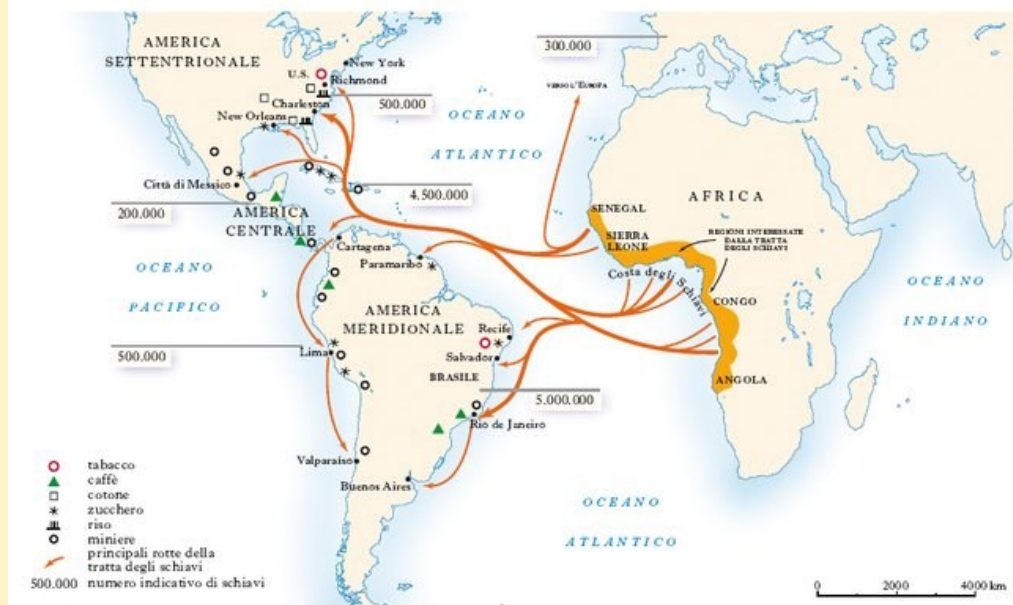 AMERICA
SETTENTRIONALE
New York
U.S.
Richmond
Charleston
New Orleans
500.000
300.000
VERSO L'EUROPA
OCEANO
ATLANTICO
Città di Messico
4.500.000
200.000
AMERICA
CENTRALE
Cartagena
Paramaribo
AFRICA
SENEGAL
SIERRA
LEONE
REGIONI INTERESSATE
DALLA TRATTA
DEGLI SCHIAVI
Costa degli Schiavi
CONGO
ANGOLA
OCEANO
PACIFICO
OCEANO
INDIANO
AMERICA
MERIDIONALE
Recife
Salvador
500.000
Lima
BRASILE
5.000.000
Rio de Janeiro
Valparaíso
Buenos Aires
OCEANO
ATLANTICO
tabacco
caffè
cotone
zucchero
riso
miniere
principali rotte della
tratta degli schiavi
500.000 numero indicativo di schiavi
0 2000 4000 km